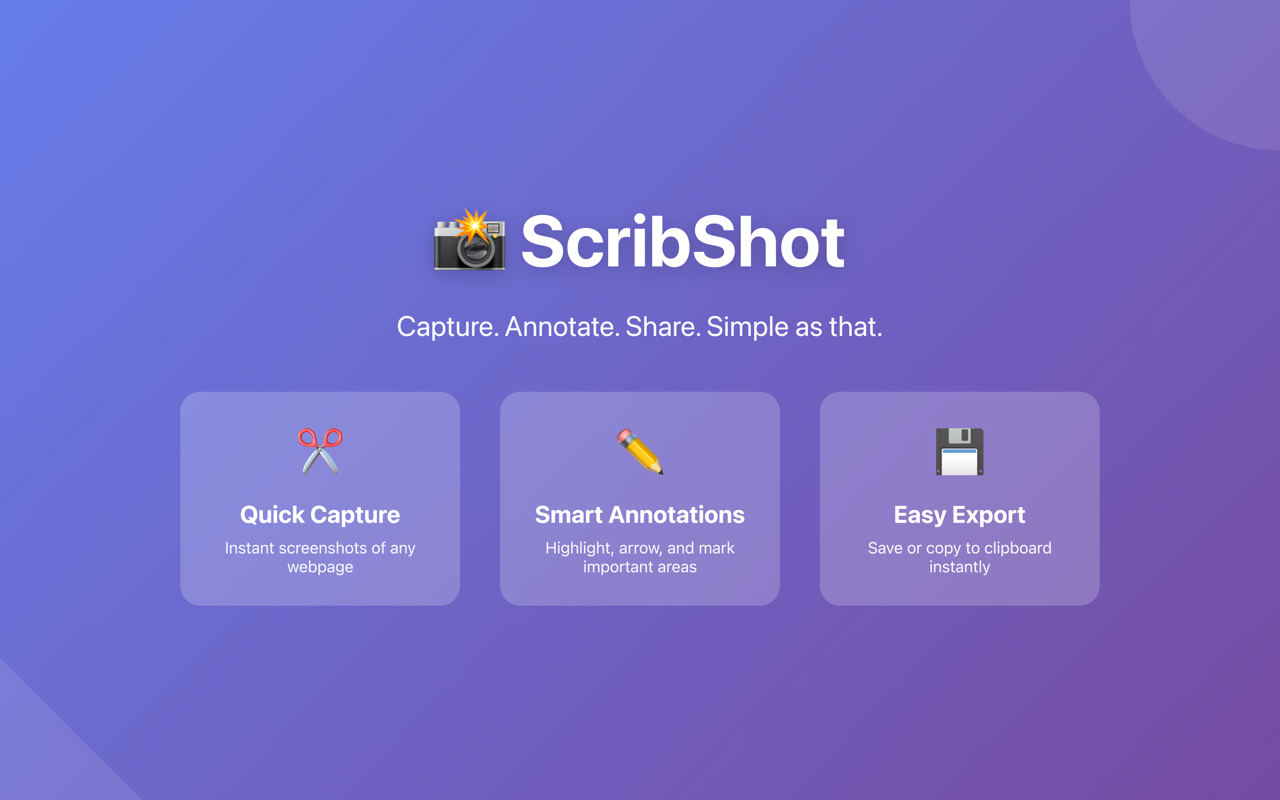 ScribShot
Capture. Annotate. Share. Simple as that.
Quick Capture
Instant screenshots of any
webpage
Smart Annotations
Highlight, arrow, and mark
important areas
Easy Export
Save or copy to clipboard
instantly